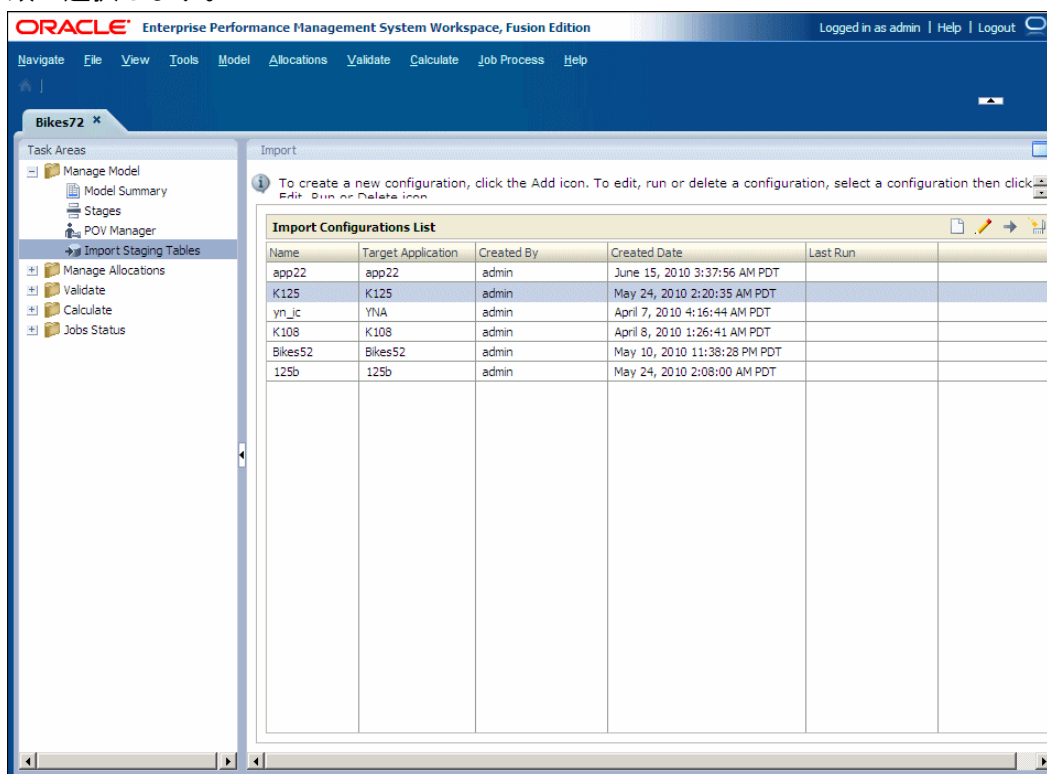 ORACLE Enterprise Performance Management System Workspace, Fusion Edition Logged in as admin | Help | Logout
Navigate File View Tools Model Allocations Validate Calculate Job Process Help
Bikes72 ×
Task Areas
Manage Model
Model Summary
Stages
POV Manager
Import Staging Tables
Manage Allocations
Validate
Calculate
Jobs Status
Import
To create a new configuration, click the Add icon. To edit, run or delete a configuration, select a configuration then click
Edit, Run or Delete icon
Import Configurations List
Name Target Application Created By Created Date Last Run
app22 app22 admin June 15, 2010 3:37:56 AM PDT
K125 K125 admin May 24, 2010 2:20:35 AM PDT
yn_ic YNA admin April 7, 2010 4:16:44 AM PDT
K108 K108 admin April 8, 2010 1:26:41 AM PDT
Bikes52 Bikes52 admin May 10, 2010 11:38:28 PM PDT
125b 125b admin May 24, 2010 2:08:00 AM PDT